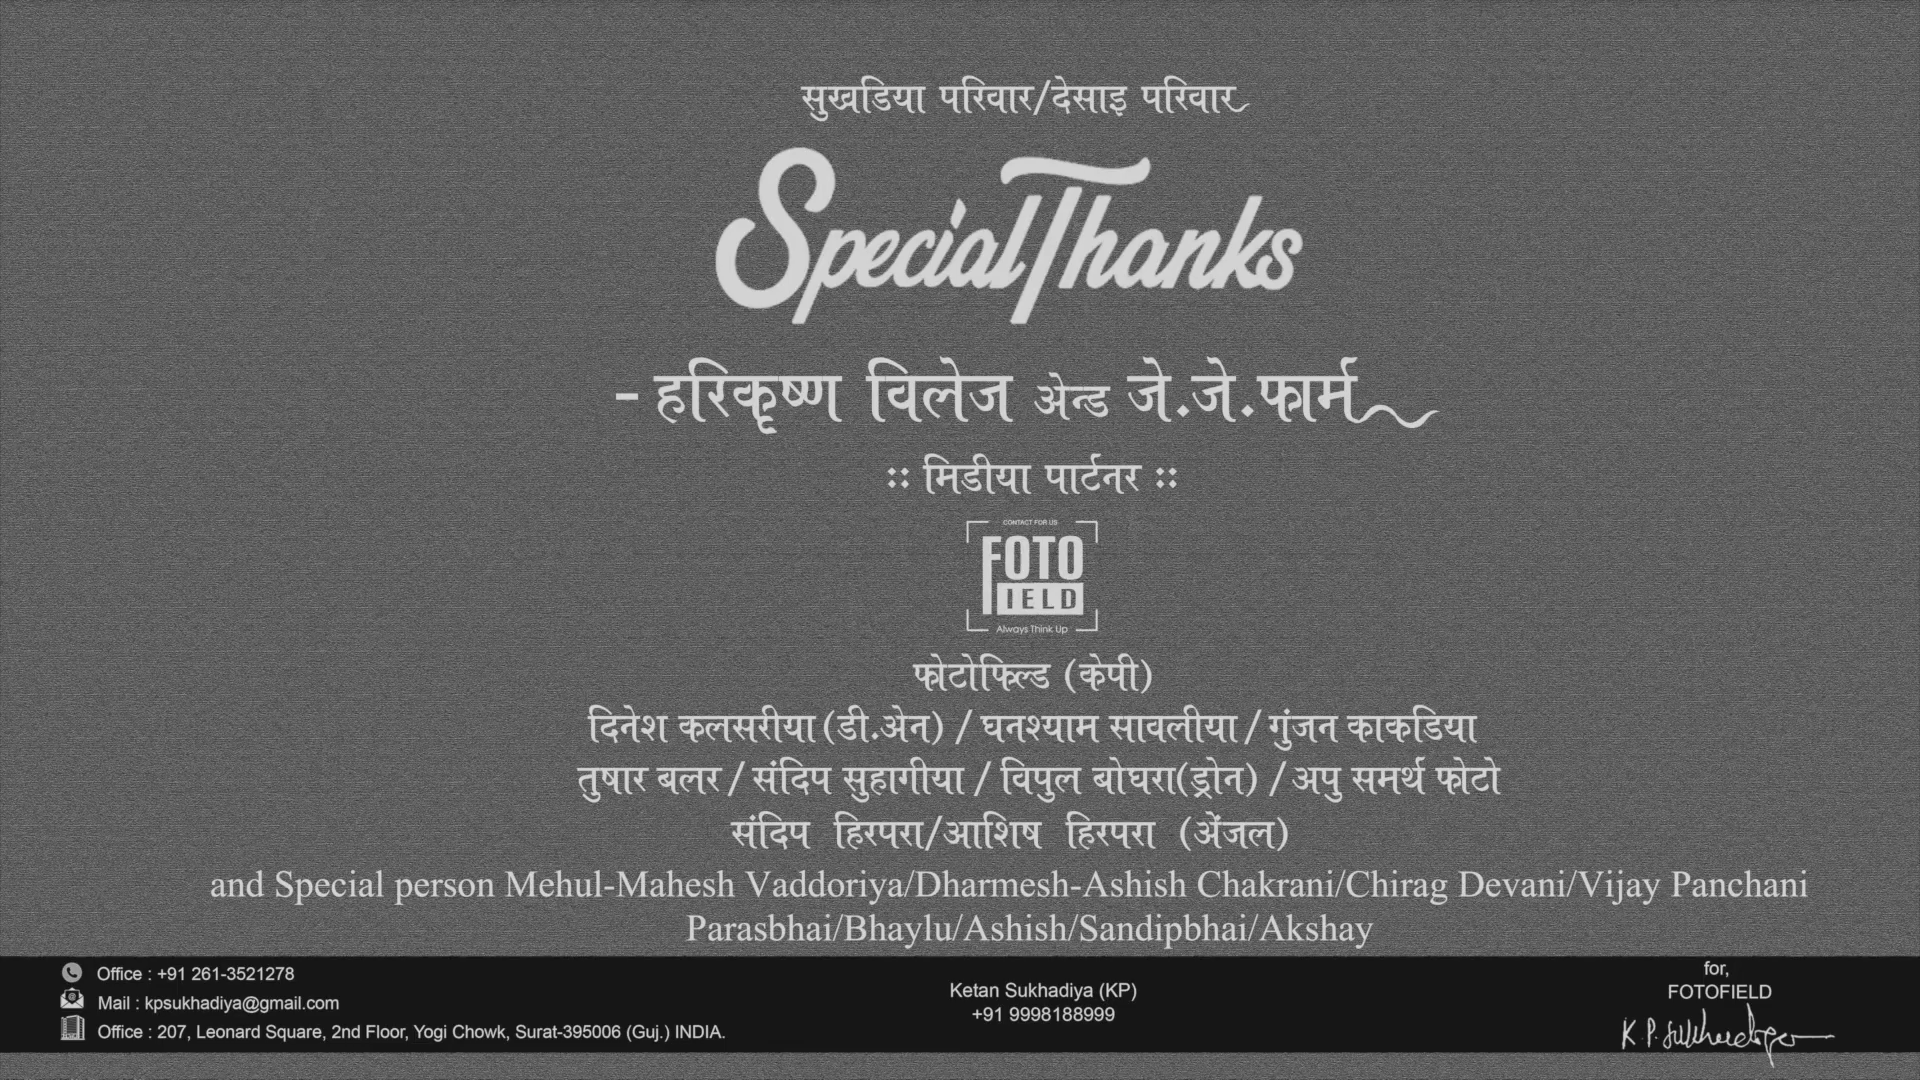 सुखडिया परिवार/देसाइ परिवार
Special Thanks
- हरिकृष्ण विलेज अेन्ड जे.जे.फार्म
:: मिडीया पार्टनर ::
CONTACT FOR US
FOTO
FIELD
Always Think Up
फोटोफिल्ड (केपी)
दिनेश कलसरीया(डी.अेन) / घनश्याम सावलीया / गुंजन काकडिया
तुषार बलर / संदिप सुहागीया / विपुल बोघरा(ड्रोन) / अपु समर्थ फोटो
संदिप हिरपरा/आशिष हिरपरा (अेंजल)
and Special person Mehul-Mahesh Vaddoriya/Dharmesh-Ashish Chakrani/Chirag Devani/Vijay Panchani
Parasbhai/Bhaylu/Ashish/Sandipbhai/Akshay
Office : +91 261-3521278
Mail : kpsukhadiya@gmail.com
Office : 207, Leonard Square, 2nd Floor, Yogi Chowk, Surat-395006 (Guj.) INDIA.
Ketan Sukhadiya (KP)
+91 9998188999
for,
FOTOFIELD
K.P.Sukhadiya